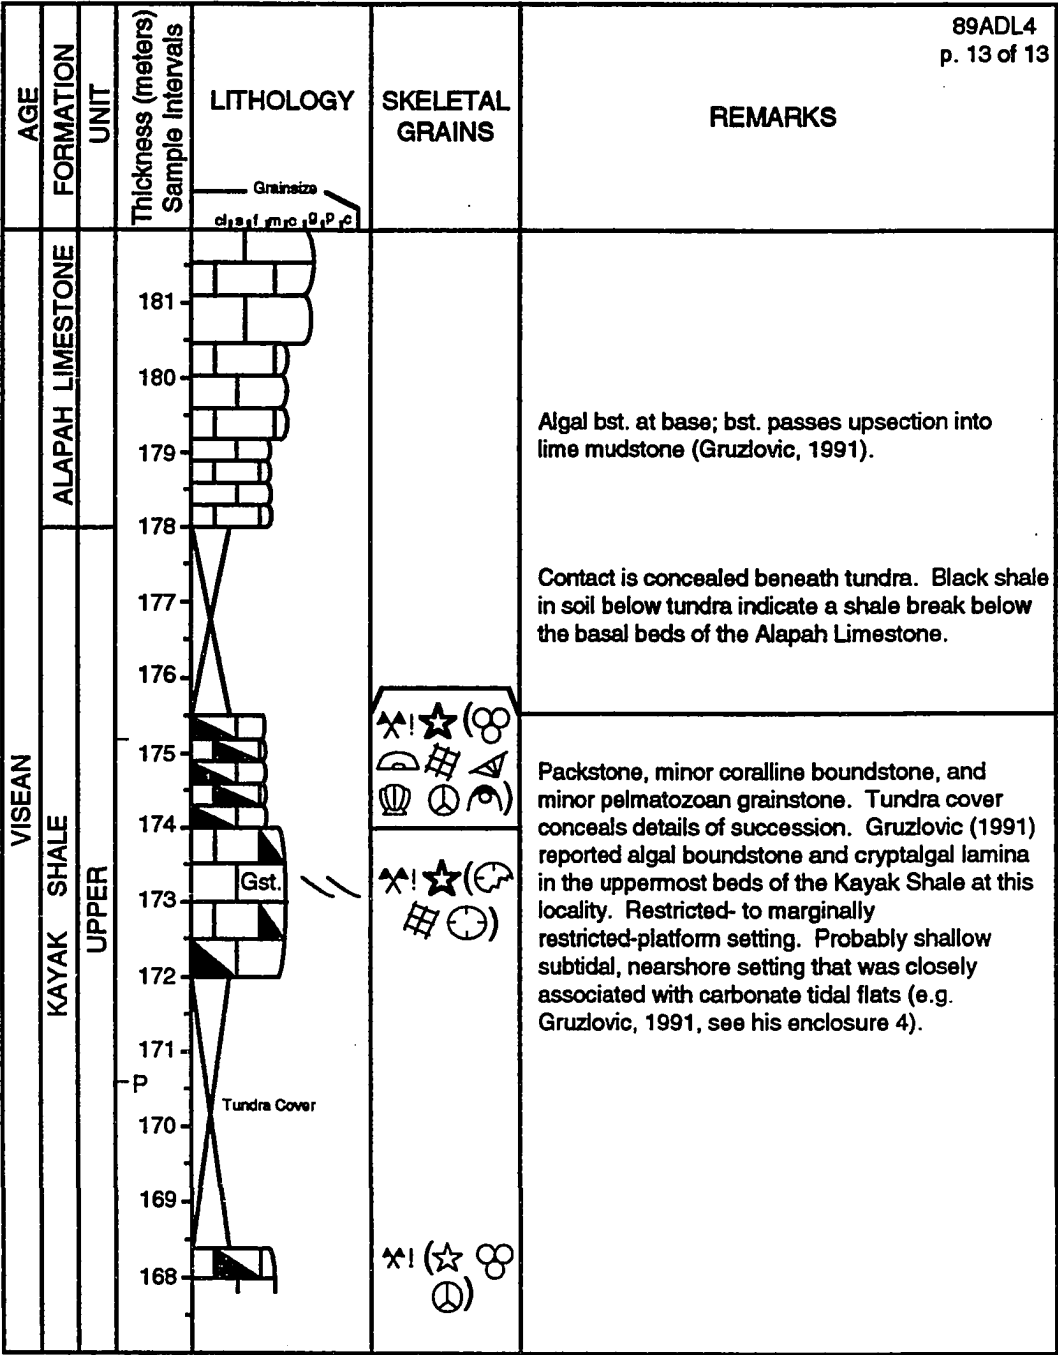 89ADL4
p. 13 of 13
AGE
FORMATION
UNIT
Thickness (meters)
Sample Intervals
LITHOLOGY
SKELETAL
GRAINS
REMARKS
Grainsize
cl s f m c g p c
VISEAN
ALAPAH LIMESTONE
KAYAK SHALE
UPPER
181
180
179
178
177
176
175
174
173
172
171
P
170
169
168
Gst.
Tundra Cover
Algal bst. at base; bst. passes upsection into
lime mudstone (Gruzlovic, 1991).
Contact is concealed beneath tundra. Black shale
in soil below tundra indicate a shale break below
the basal beds of the Alapah Limestone.
Packstone, minor coralline boundstone, and
minor pelmatozoan grainstone. Tundra cover
conceals details of succession. Gruzlovic (1991)
reported algal boundstone and cryptalgal lamina
in the uppermost beds of the Kayak Shale at this
locality. Restricted- to marginally
restricted-platform setting. Probably shallow
subtidal, nearshore setting that was closely
associated with carbonate tidal flats (e.g.
Gruzlovic, 1991, see his enclosure 4).